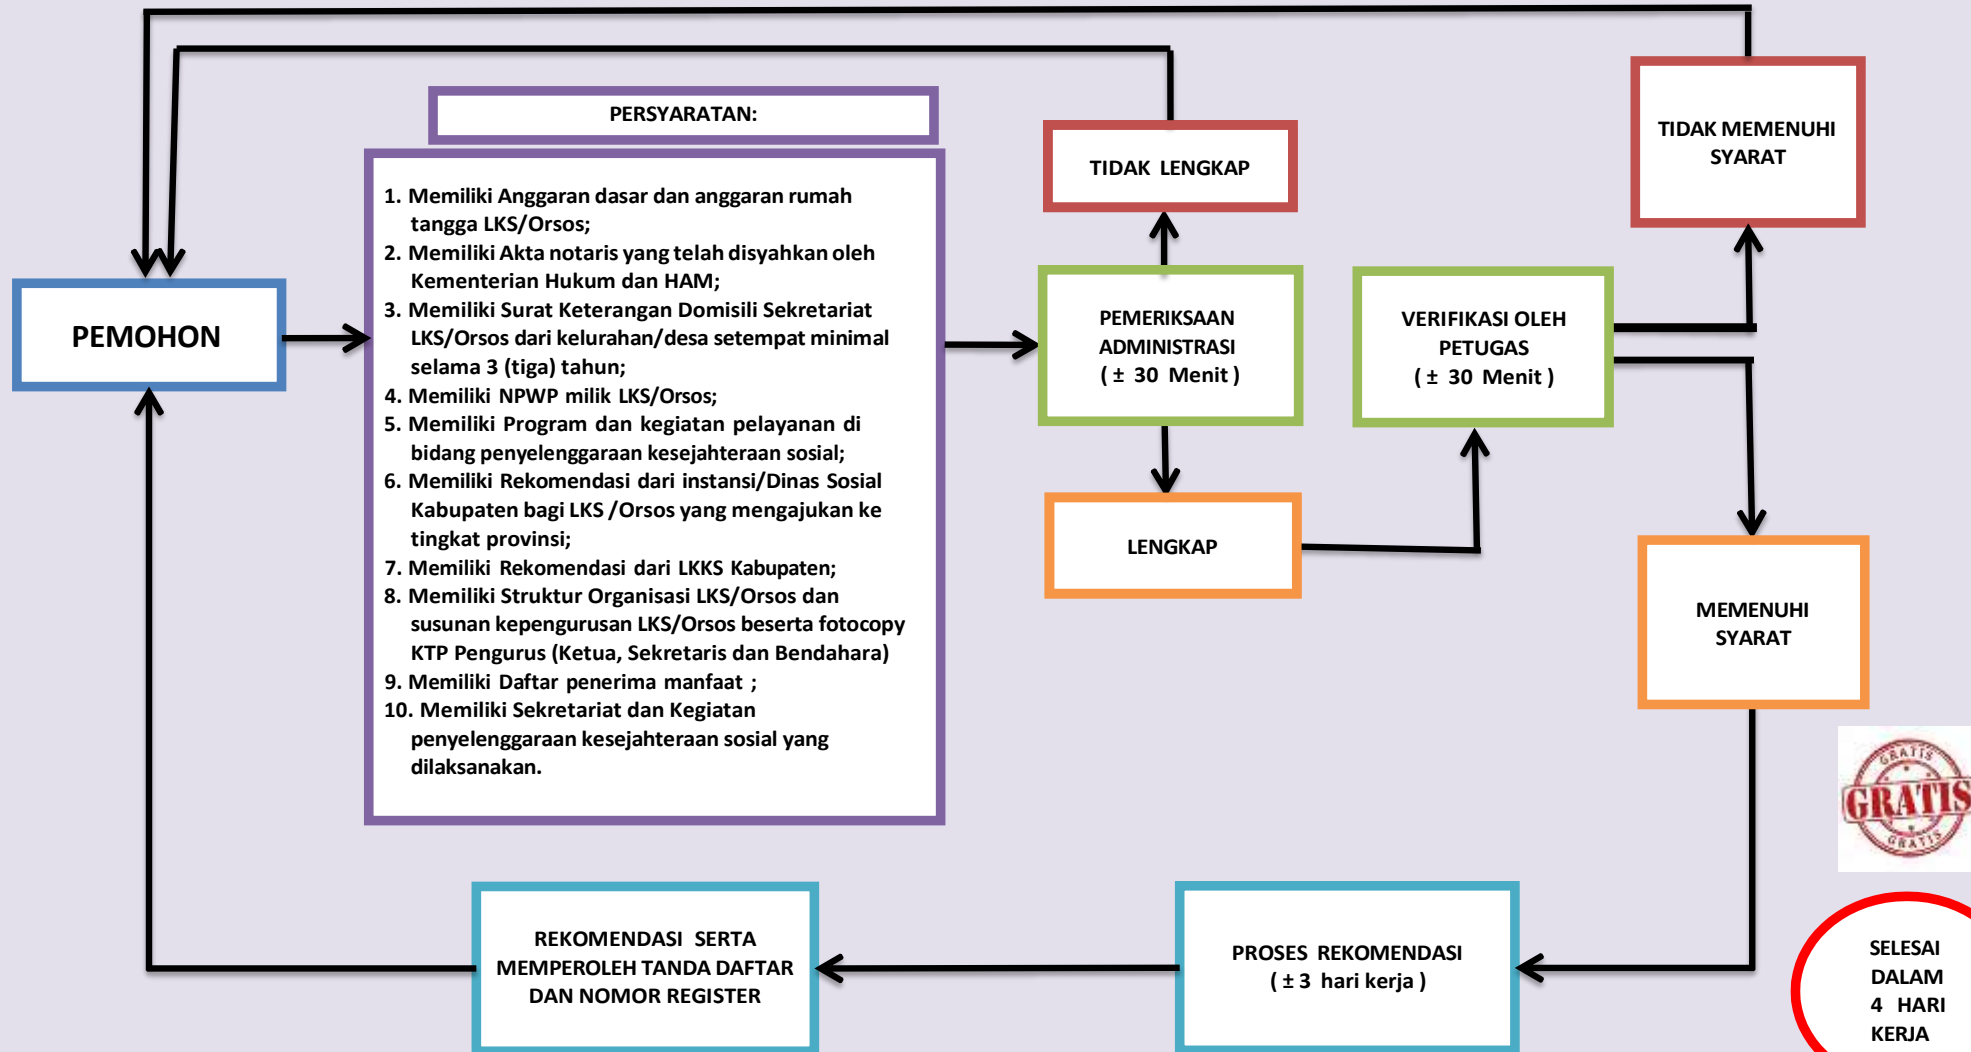 PERSYARATAN:
1. Memiliki Anggaran dasar dan anggaran rumah
tangga LKS/Orsos;
2. Memiliki Akta notaris yang telah disyahkan oleh
Kementerian Hukum dan HAM;
3. Memiliki Surat Keterangan Domisili Sekretariat
LKS/Orsos dari kelurahan/desa setempat minimal
selama 3 (tiga) tahun;
4. Memiliki NPWP milik LKS/Orsos;
5. Memiliki Program dan kegiatan pelayanan di
bidang penyelenggaraan kesejahteraan sosial;
6. Memiliki Rekomendasi dari instansi/Dinas Sosial
Kabupaten bagi LKS /Orsos yang mengajukan ke
tingkat provinsi;
7. Memiliki Rekomendasi dari LKKS Kabupaten;
8. Memiliki Struktur Organisasi LKS/Orsos dan
susunan kepengurusan LKS/Orsos beserta fotocopy
KTP Pengurus (Ketua, Sekretaris dan Bendahara)
9. Memiliki Daftar penerima manfaat ;
10. Memiliki Sekretariat dan Kegiatan
penyelenggaraan kesejahteraan sosial yang
dilaksanakan.
PEMOHON
TIDAK LENGKAP
PEMERIKSAAN
ADMINISTRASI
( ± 30 Menit )
LENGKAP
VERIFIKASI OLEH
PETUGAS
( ± 30 Menit )
TIDAK MEMENUHI
SYARAT
MEMENUHI
SYARAT
GRATIS
GRATIS
GRATIS
PROSES REKOMENDASI
( ± 3 hari kerja )
REKOMENDASI SERTA
MEMPEROLEH TANDA DAFTAR
DAN NOMOR REGISTER
SELESAI
DALAM
4 HARI
KERJA